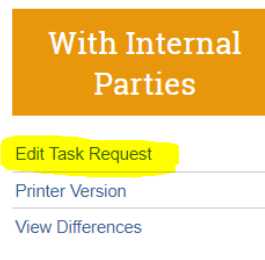 With Internal
Parties
Edit Task Request
Printer Version
View Differences